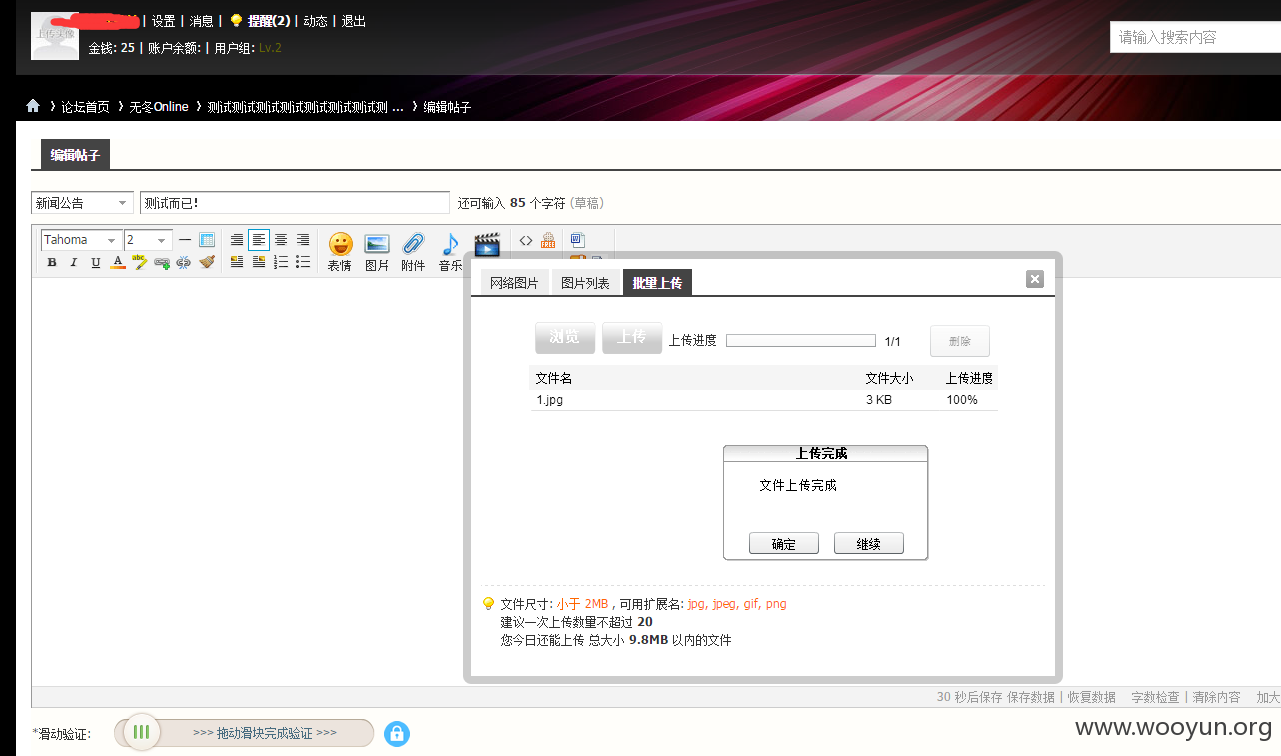 上传头像
| 设置 | 消息 | 提醒(2) | 动态 | 退出
金钱: 25 | 账户余额: | 用户组: Lv.2
请输入搜索内容
论坛首页 › 无冬Online › 测试测试测试测试测试测试测试测 ... › 编辑帖子
编辑帖子
新闻公告 测试而已! 还可输入 85 个字符 (草稿)
Tahoma 2
B I U A abc
表情 图片 附件 音乐
网络图片 图片列表 批量上传
浏览 上传 上传进度 1/1 删除
文件名 文件大小 上传进度
1.jpg 3 KB 100%
上传完成
文件上传完成
确定 继续
文件尺寸: 小于 2MB , 可用扩展名: jpg, jpeg, gif, png
建议一次上传数量不超过 20
您今日还能上传 总大小 9.8MB 以内的文件
30 秒后保存 保存数据 | 恢复数据 字数检查 | 清除内容 加大
*滑动验证: >>> 拖动滑块完成验证 >>>
www.wooyun.org